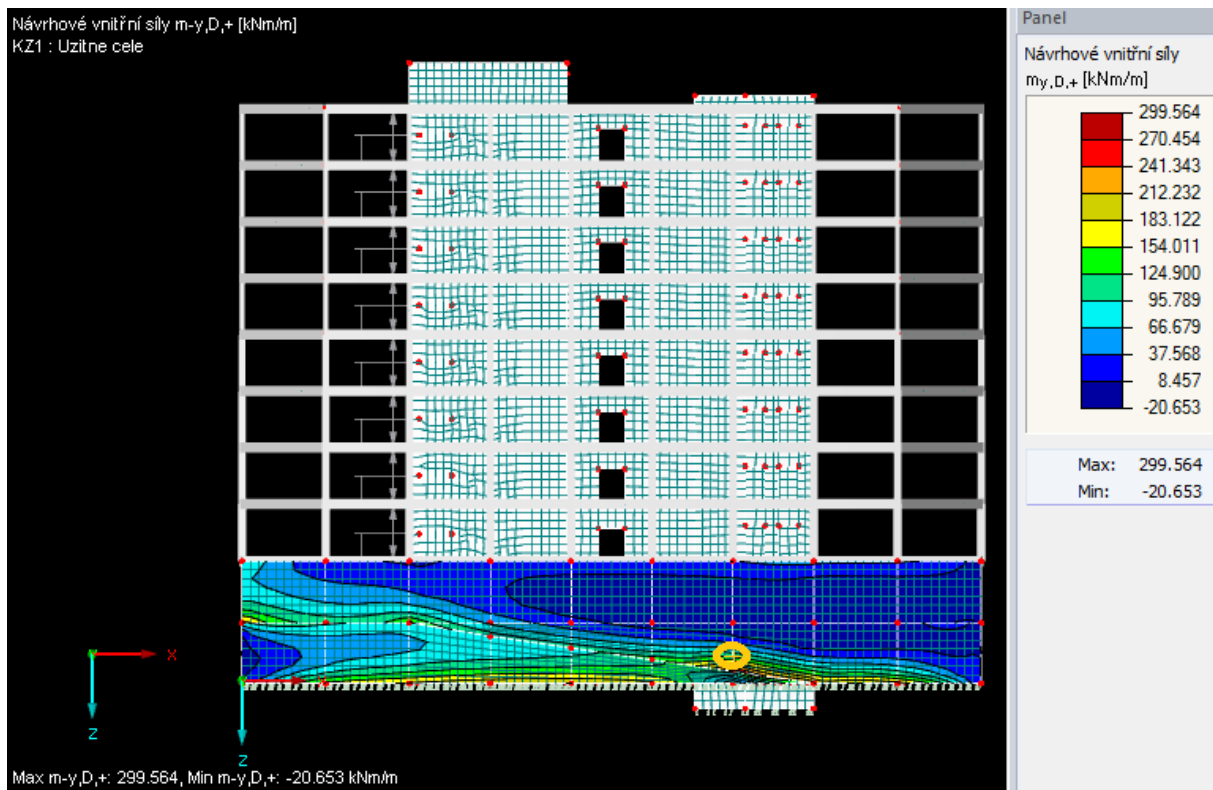 Návrhové vnitřní síly m-y,D,+ [kNm/m]
KZ1 : Uzitne cele
X
Z
Z
Max m-y,D,+: 299.564, Min m-y,D,+: -20.653 kNm/m
Panel
Návrhové vnitřní síly
my,D,+ [kNm/m]
299.564
270.454
241.343
212.232
183.122
154.011
124.900
95.789
66.679
37.568
8.457
-20.653
Max: 299.564
Min: -20.653